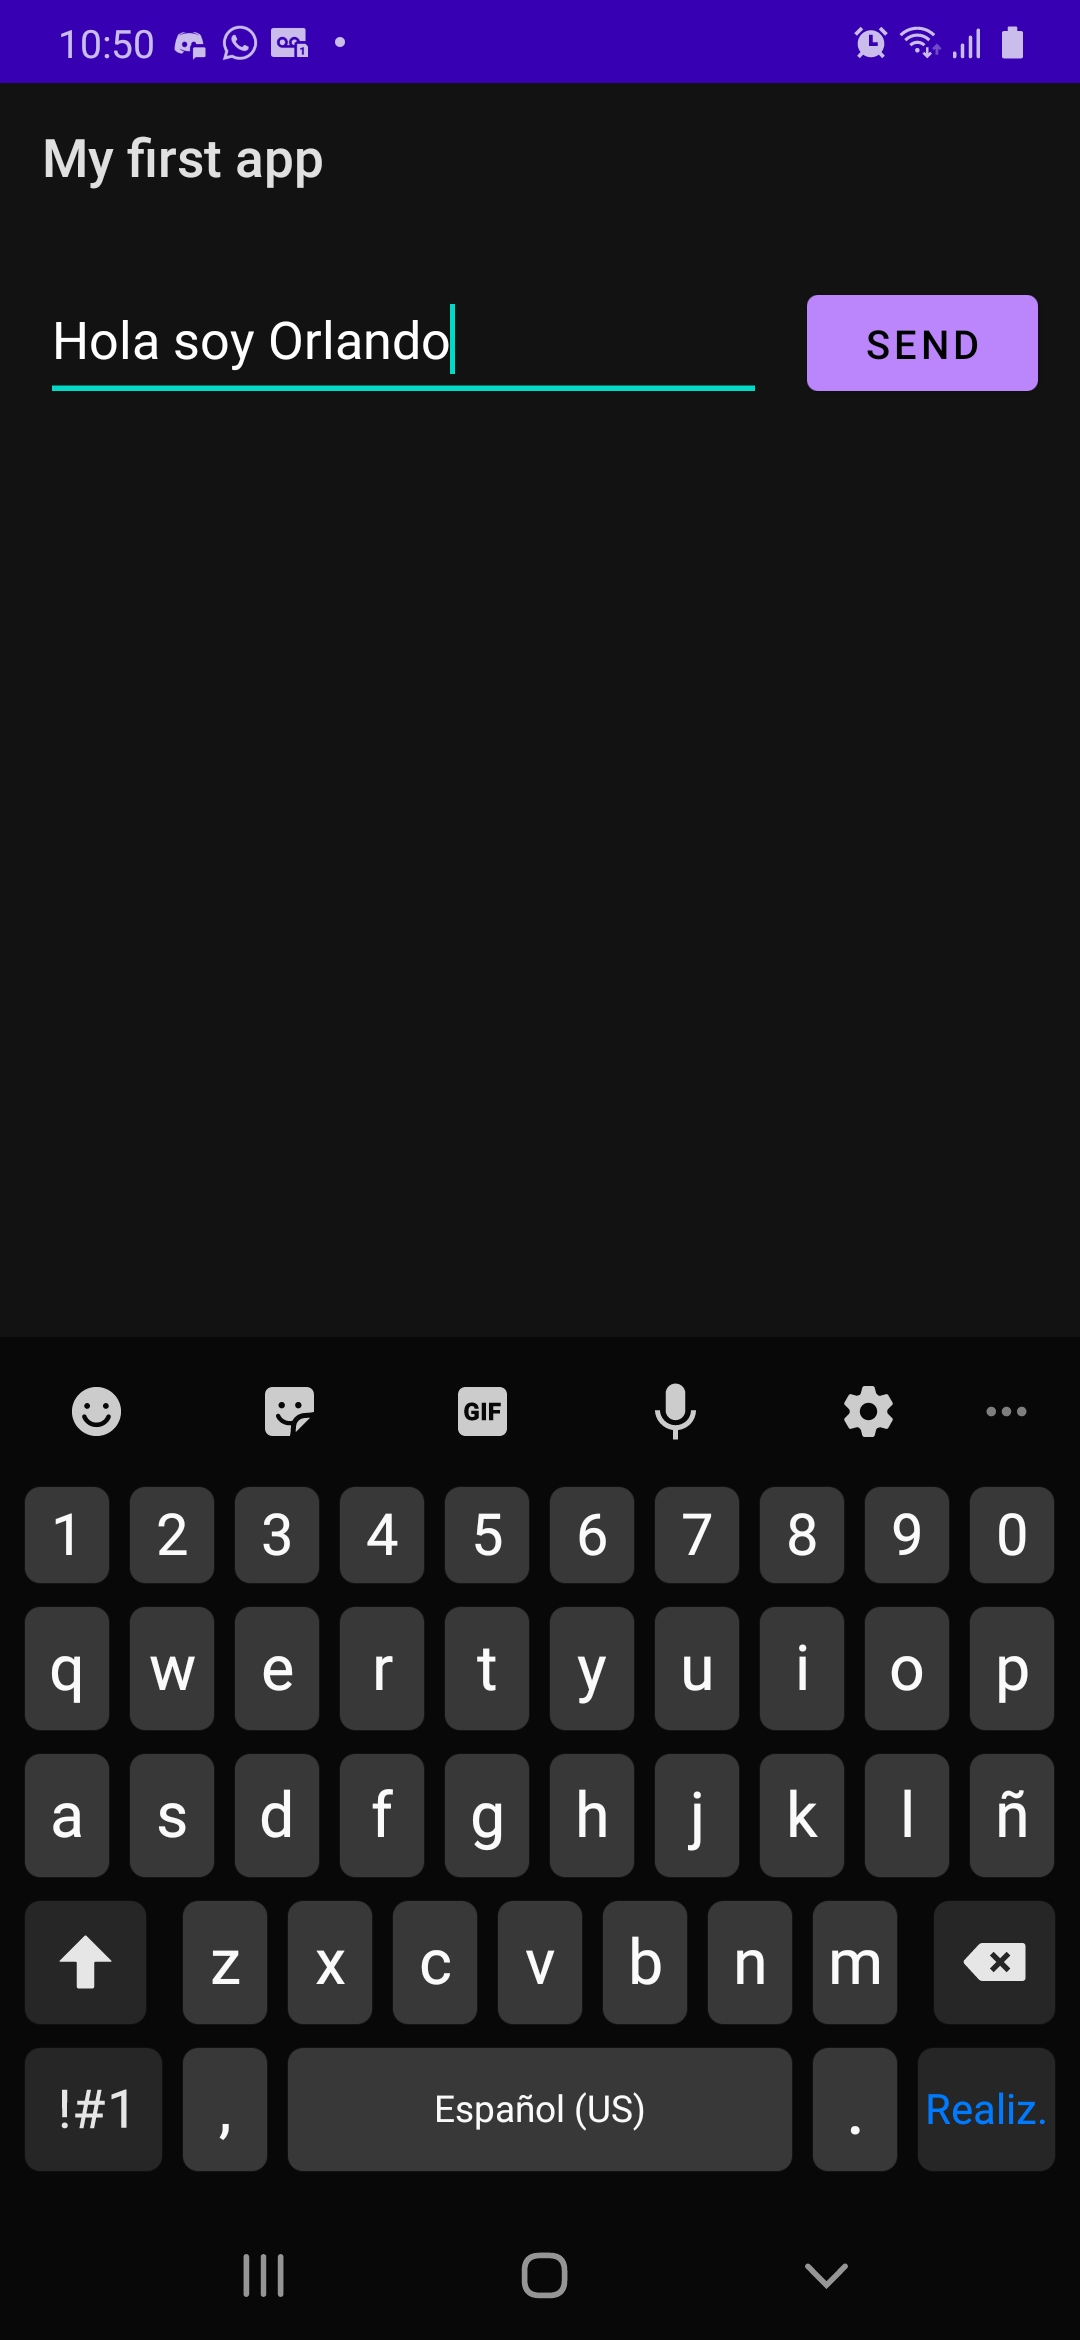 10:50
My first app
Hola soy Orlando
SEND
GIF
1 2 3 4 5 6 7 8 9 0
q w e r t y u i o p
a s d f g h j k l ñ
z x c v b n m
!#1 , Español (US) . Realiz.